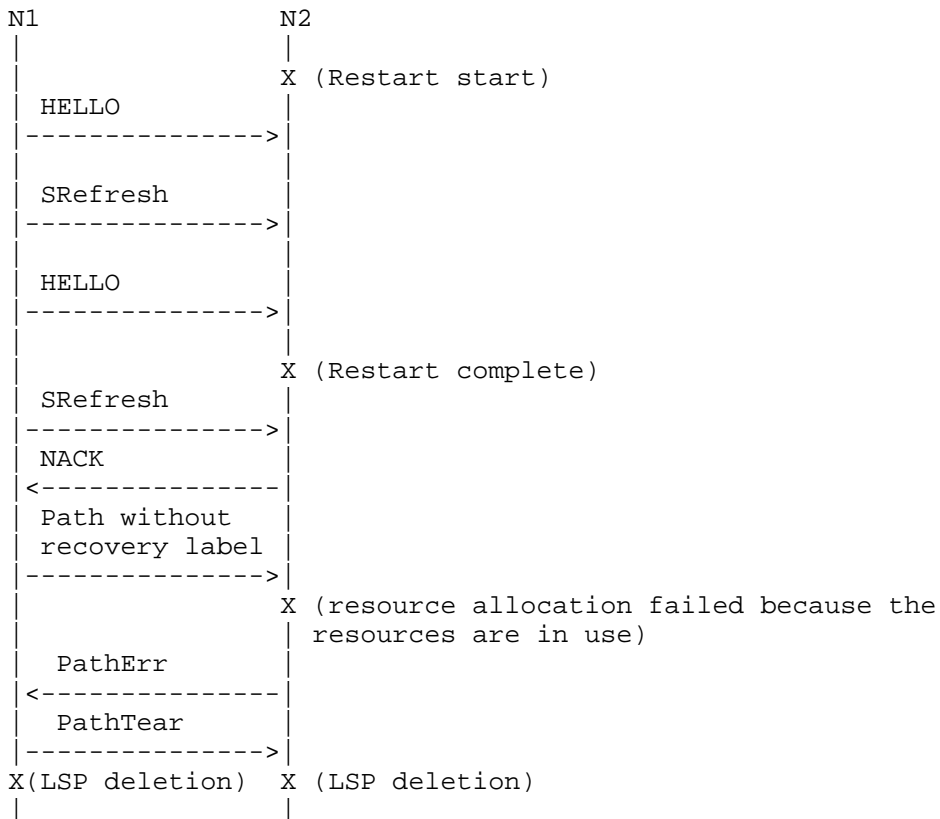 N1 N2
X (Restart start)
HELLO
SRefresh
HELLO
X (Restart complete)
SRefresh
NACK
Path without
recovery label
X (resource allocation failed because the
resources are in use)
PathErr
PathTear
X(LSP deletion) X (LSP deletion)